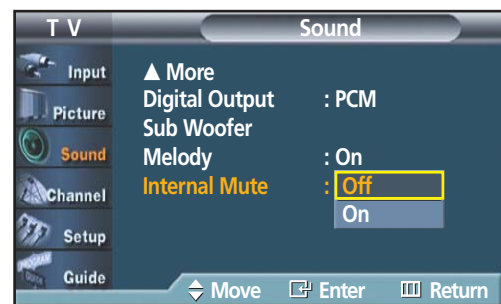 T V
Sound
Input
Picture
Sound
Channel
Setup
PROGRAM
Guide
▲ More
Digital Output : PCM
Sub Woofer
Melody : On
Internal Mute : Off
On
Move Enter Return